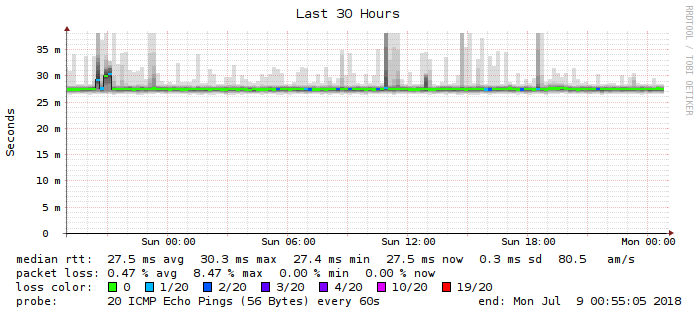 Last 30 Hours
RRDTOOL / TOBI OETIKER
Seconds
35 m
30 m
25 m
20 m
15 m
10 m
5 m
0
Sun 00:00 Sun 06:00 Sun 12:00 Sun 18:00 Mon 00:00
median rtt: 27.5 ms avg 30.3 ms max 27.4 ms min 27.5 ms now 0.3 ms sd 80.5 am/s
packet loss: 0.47 % avg 8.47 % max 0.00 % min 0.00 % now
loss color: 0 1/20 2/20 3/20 4/20 10/20 19/20
probe: 20 ICMP Echo Pings (56 Bytes) every 60s end: Mon Jul 9 00:55:05 2018